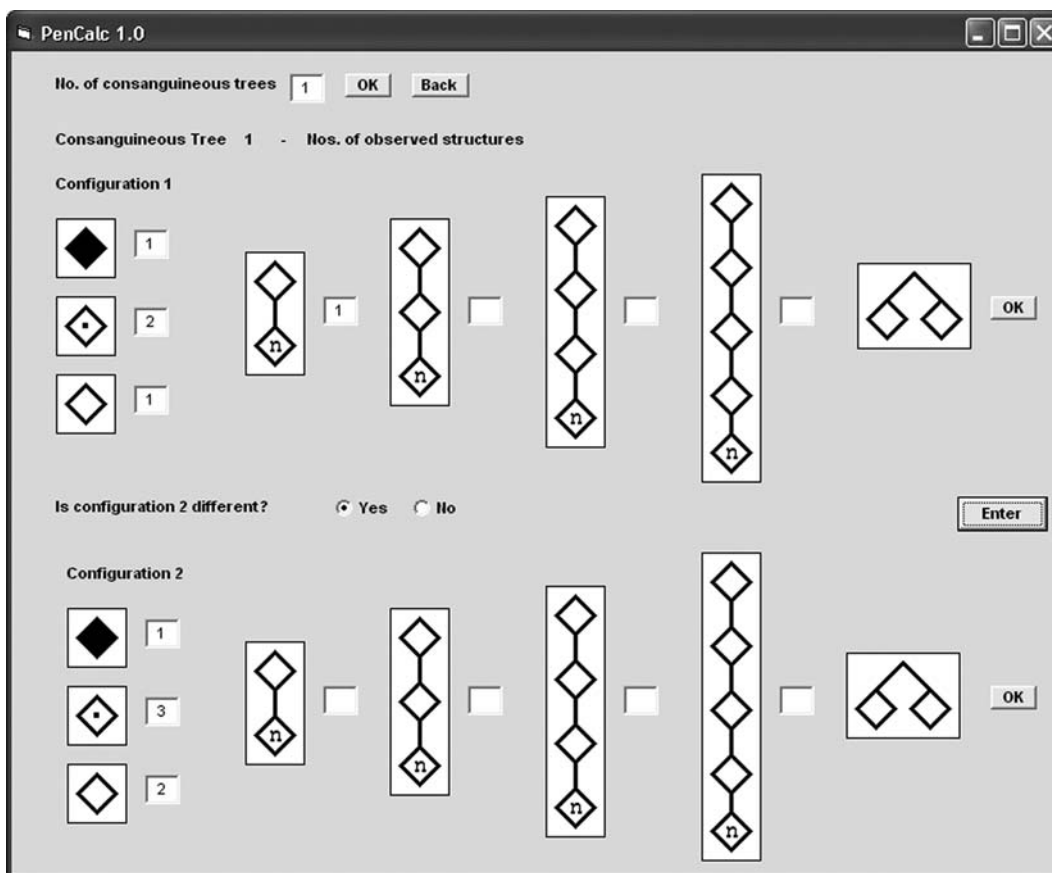 PenCalc 1.0
No. of consanguineous trees 1 OK Back
Consanguineous Tree 1 - Nos. of observed structures
Configuration 1
1
2
1
n
1
n
n
n
OK
Is configuration 2 different? Yes No
Enter
Configuration 2
1
3
2
n
n
n
n
OK